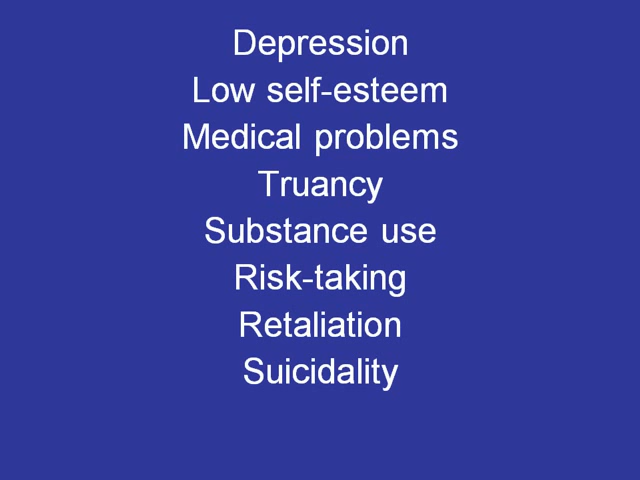 Depression
Low self-esteem
Medical problems
Truancy
Substance use
Risk-taking
Retaliation
Suicidality